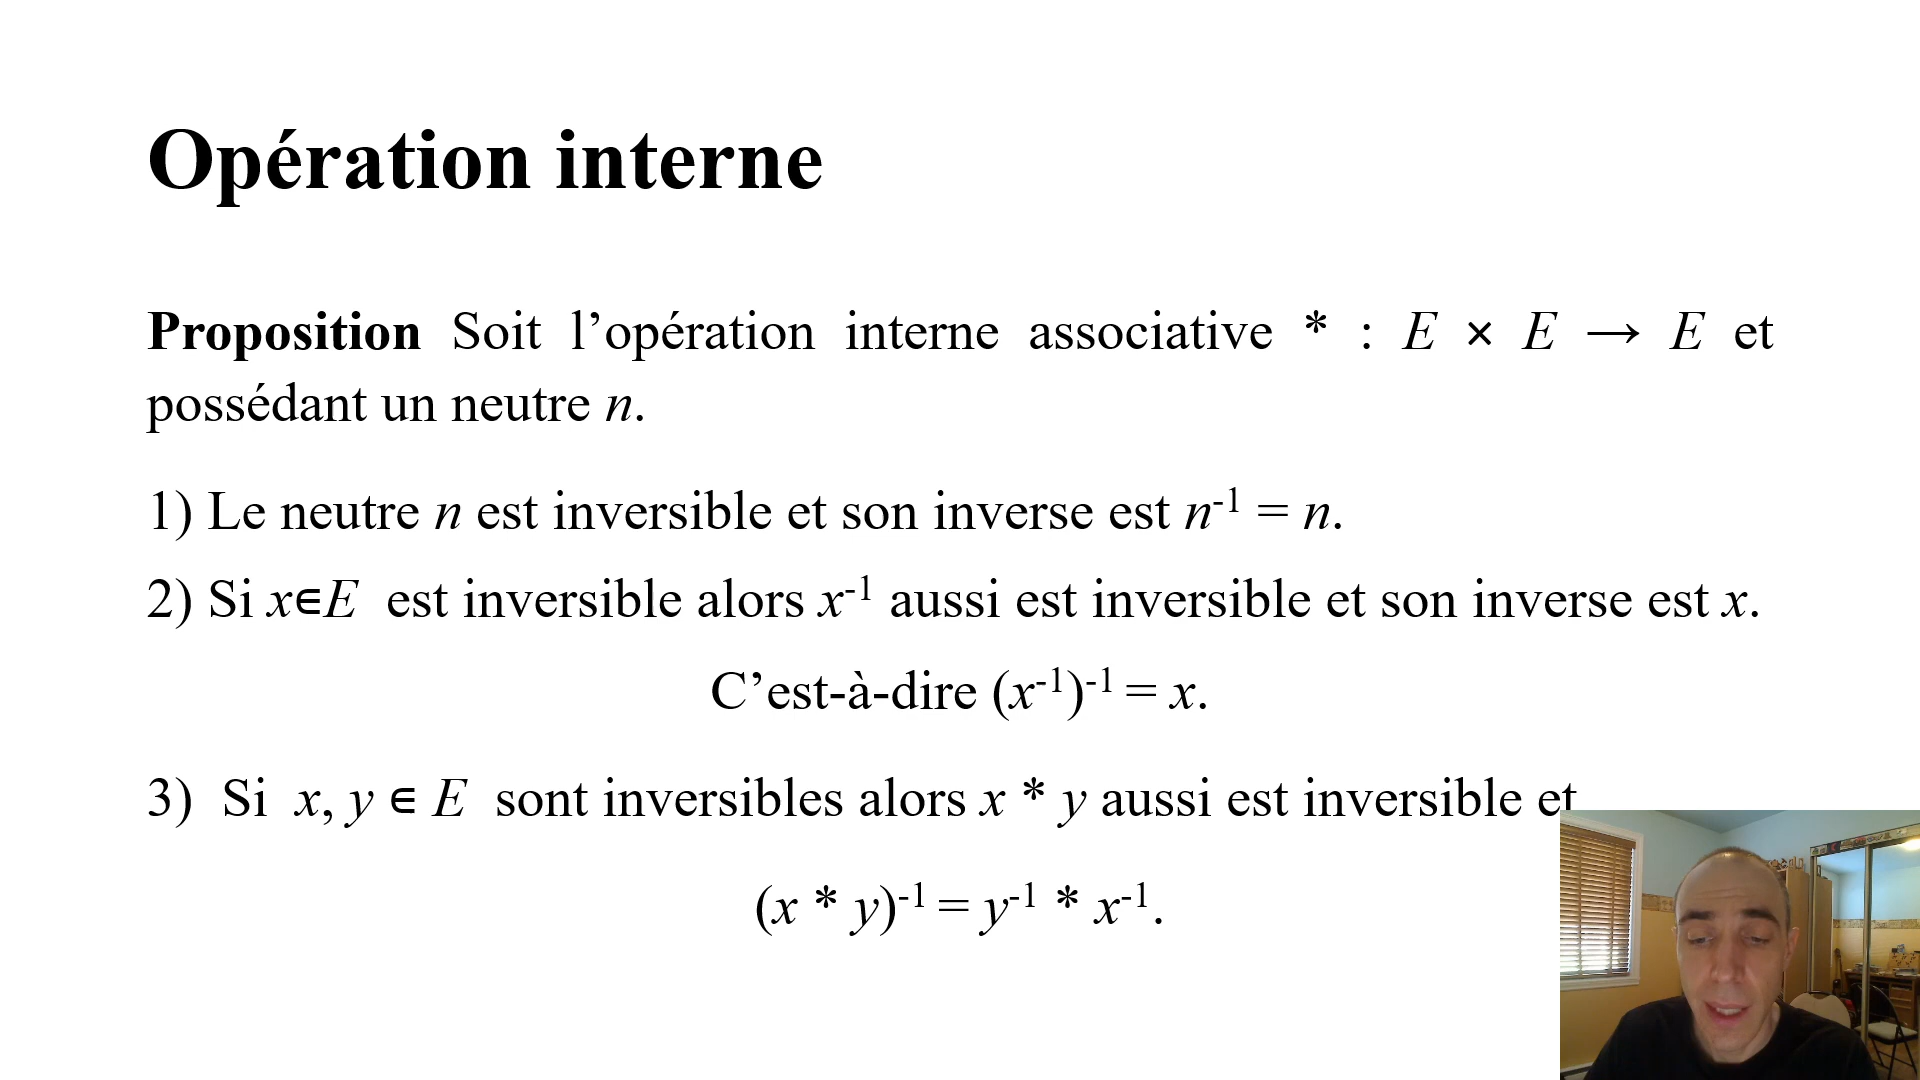 Opération interne
Proposition Soit l’opération interne associative * : E × E ⟶ E et
possédant un neutre n.
1) Le neutre n est inversible et son inverse est n⁻¹ = n.
2) Si x∈E est inversible alors x⁻¹ aussi est inversible et son inverse est x.
C’est-à-dire (x⁻¹)⁻¹ = x.
3) Si x, y ∈ E sont inversibles alors x * y aussi est inversible et
(x * y)⁻¹ = y⁻¹ * x⁻¹.